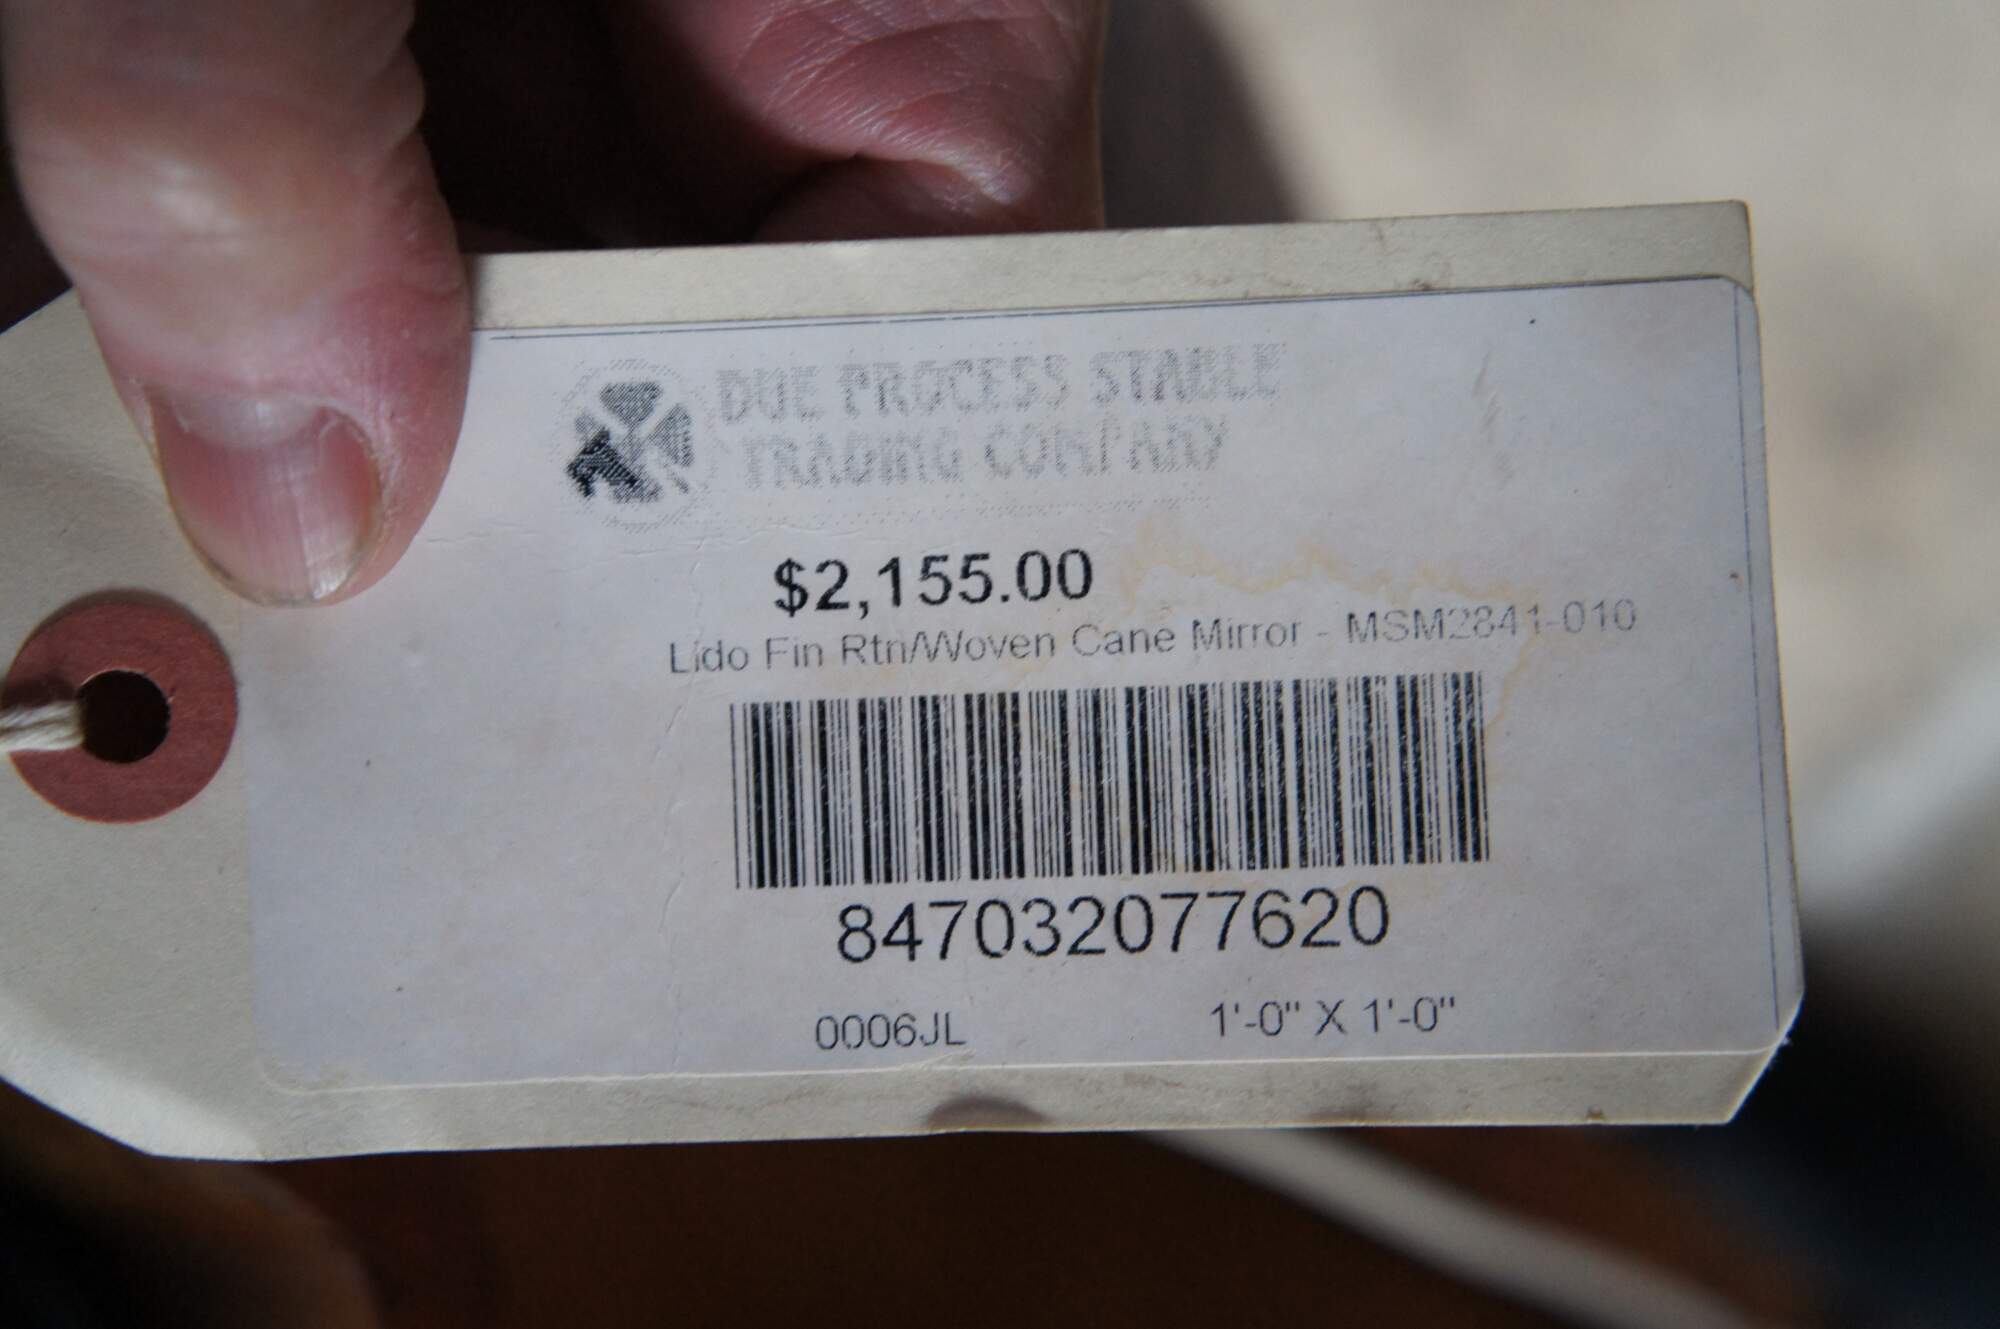 DUE PROCESS STABLE
TRADING COMPANY
$2,155.00
Lido Fin Rtn/Woven Cane Mirror - MSM2841-010
847032077620
0006JL 1'-0" X 1'-0"